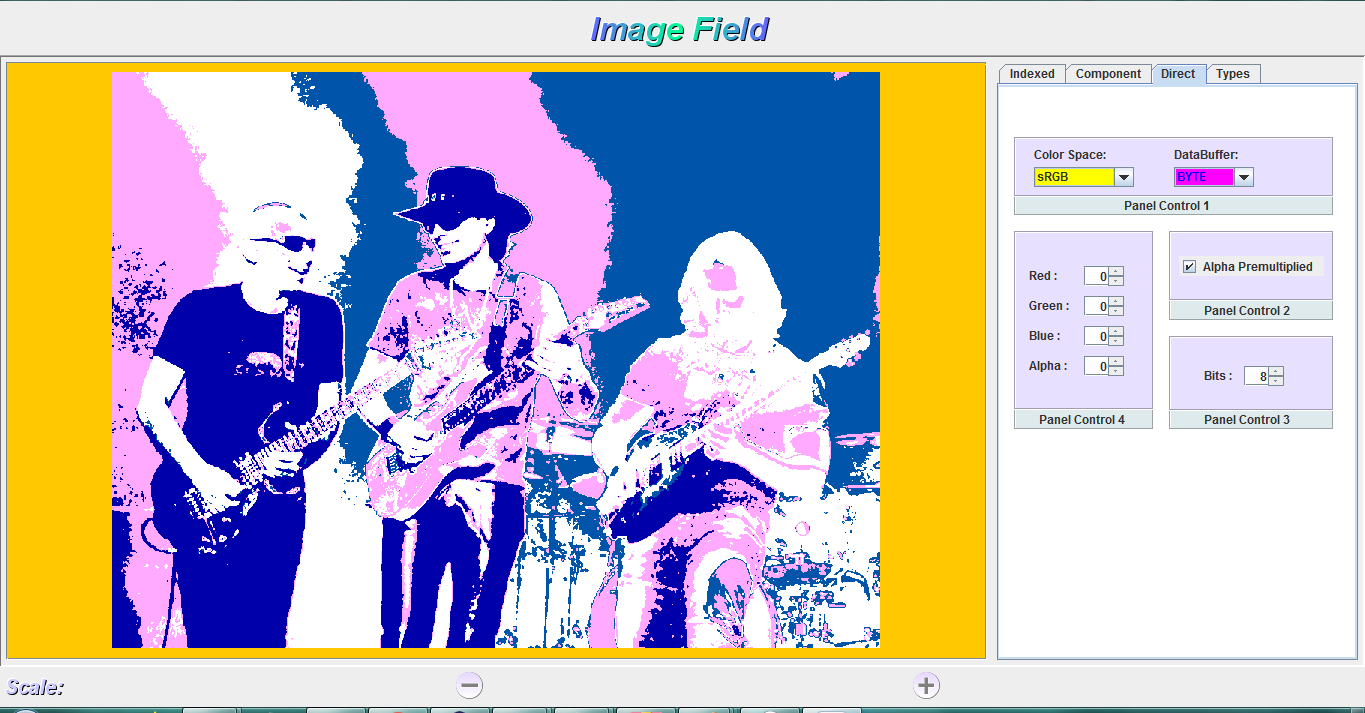 Image Field
Indexed Component Direct Types
Color Space: DataBuffer:
sRGB BYTE
Panel Control 1
Red : 0
Green : 0
Blue : 0
Alpha : 0
Panel Control 4
Alpha Premultiplied
Panel Control 2
Bits : 8
Panel Control 3
Scale: